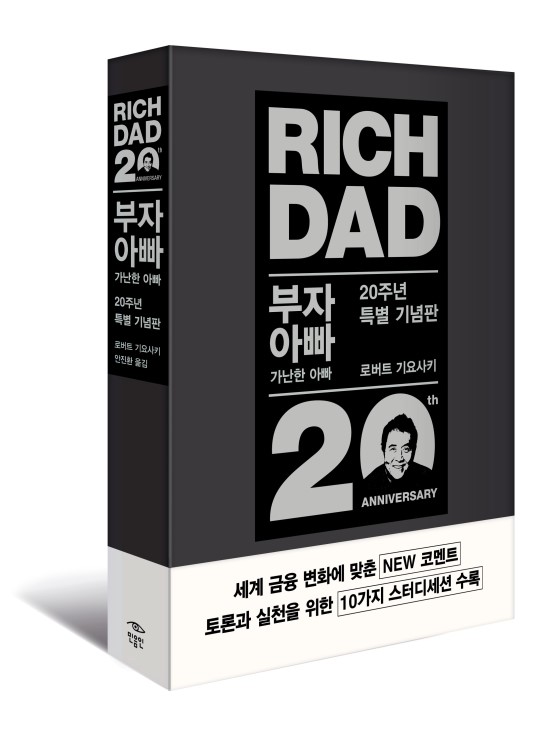 RICH
DAD
20th
ANNIVERSARY
부자
아빠
가난한 아빠
20주년
특별 기념판
로버트 기요사키
안진환 옮김
민음인
RICH
DAD
부자
아빠
가난한 아빠
20주년
특별 기념판
로버트 기요사키
20th
ANNIVERSARY
세계 금융 변화에 맞춘 NEW 코멘트
토론과 실천을 위한 10가지 스터디세션 수록